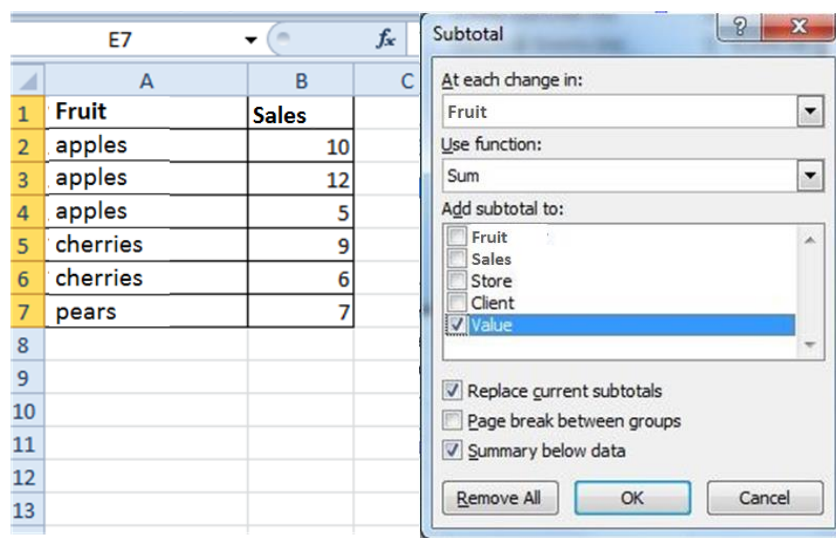 E7 fx
A B C
1 Fruit Sales
2 apples 10
3 apples 12
4 apples 5
5 cherries 9
6 cherries 6
7 pears 7
8
9
10
11
12
13
Subtotal ? X
At each change in:
Fruit
Use function:
Sum
Add subtotal to:
Fruit
Sales
Store
Client
Value
Replace current subtotals
Page break between groups
Summary below data
Remove All OK Cancel